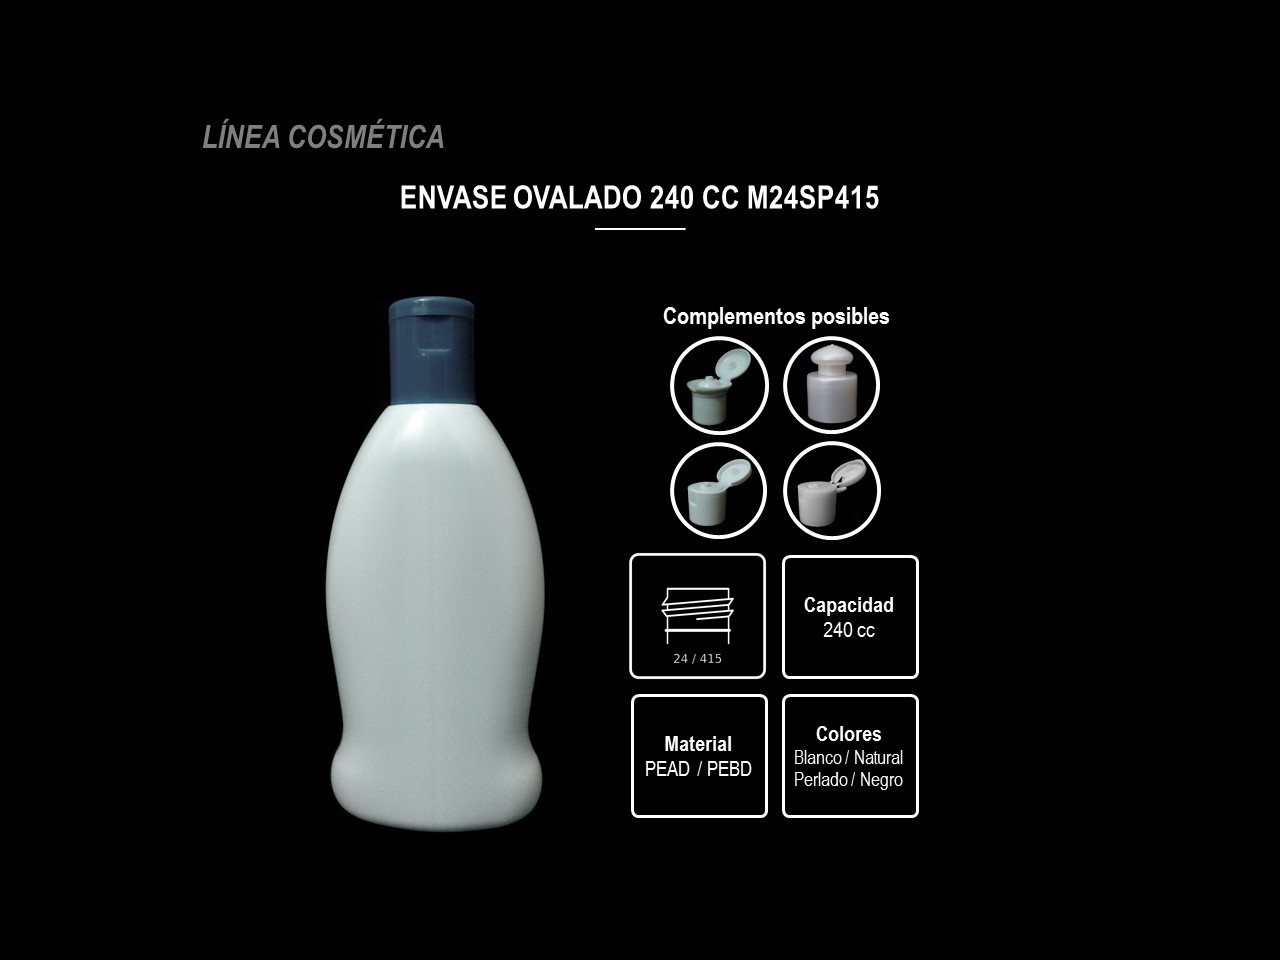 LÍNEA COSMÉTICA
ENVASE OVALADO 240 CC M24SP415
Complementos posibles
24 / 415
Capacidad
240 cc
Material
PEAD / PEBD
Colores
Blanco / Natural
Perlado / Negro